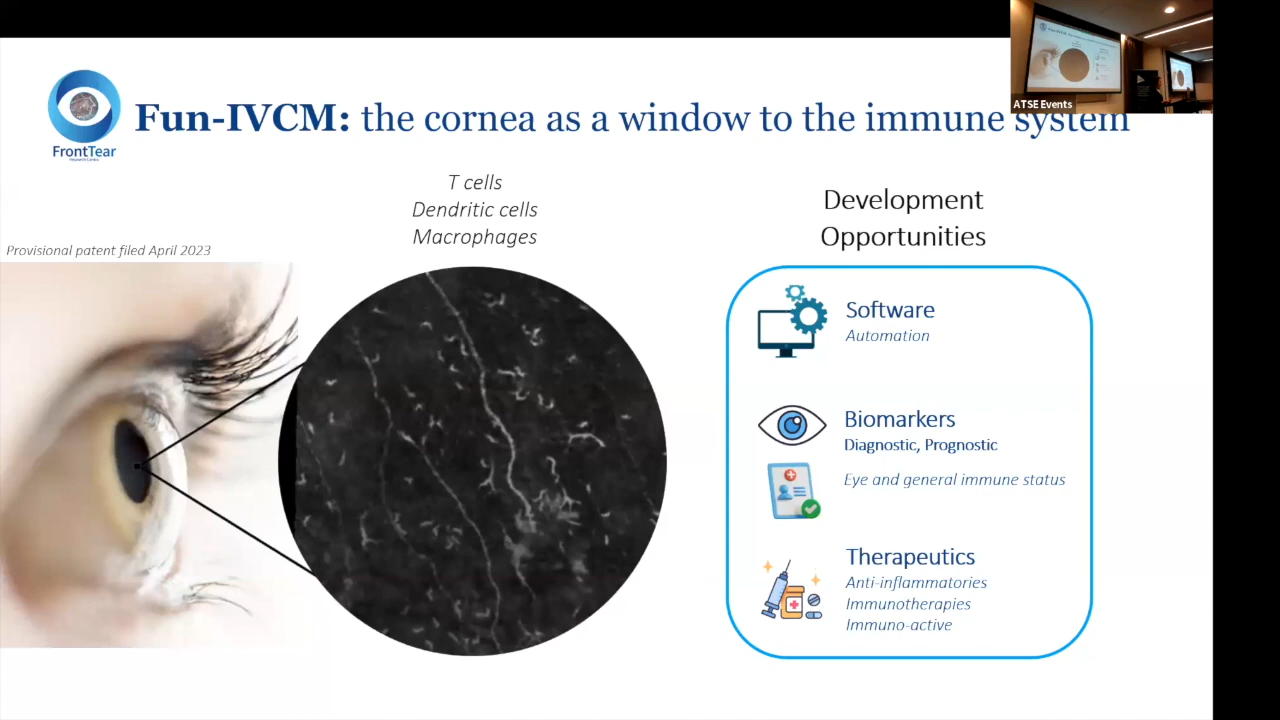 ATSE Events
Fun-IVCM: the cornea as a window to the immune system
FrontTear
Research Centre
T cells
Dendritic cells
Macrophages
Provisional patent filed April 2023
Development
Opportunities
Software
Automation
Biomarkers
Diagnostic, Prognostic
Eye and general immune status
Therapeutics
Anti-inflammatories
Immunotherapies
Immuno-active